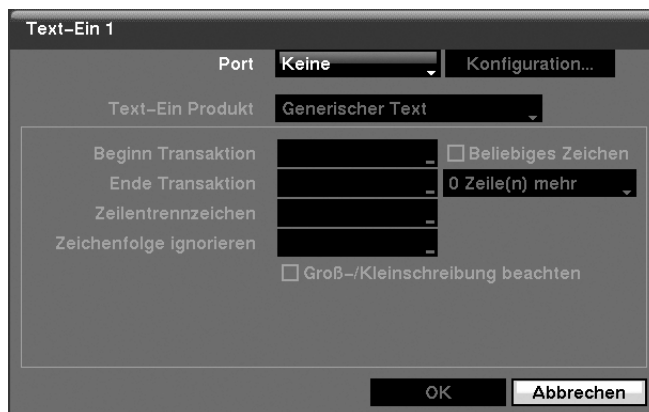 Text–Ein 1
Port Keine Konfiguration...
Text–Ein Produkt Generischer Text
Beginn Transaktion Beliebiges Zeichen
Ende Transaktion 0 Zeile(n) mehr
Zeilentrennzeichen
Zeichenfolge ignorieren
Groß–/Kleinschreibung beachten
OK Abbrechen